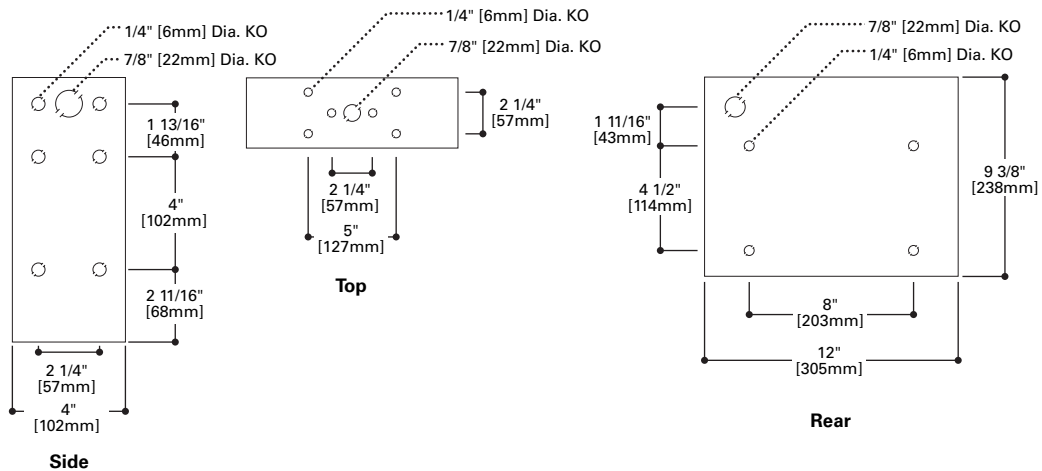 1/4" [6mm] Dia. KO
7/8" [22mm] Dia. KO
1 13/16"
[46mm]
4"
[102mm]
2 11/16"
[68mm]
2 1/4"
[57mm]
4"
[102mm]
Side
1/4" [6mm] Dia. KO
7/8" [22mm] Dia. KO
2 1/4"
[57mm]
2 1/4"
[57mm]
5"
[127mm]
Top
7/8" [22mm] Dia. KO
1/4" [6mm] Dia. KO
1 11/16"
[43mm]
4 1/2"
[114mm]
9 3/8"
[238mm]
8"
[203mm]
12"
[305mm]
Rear